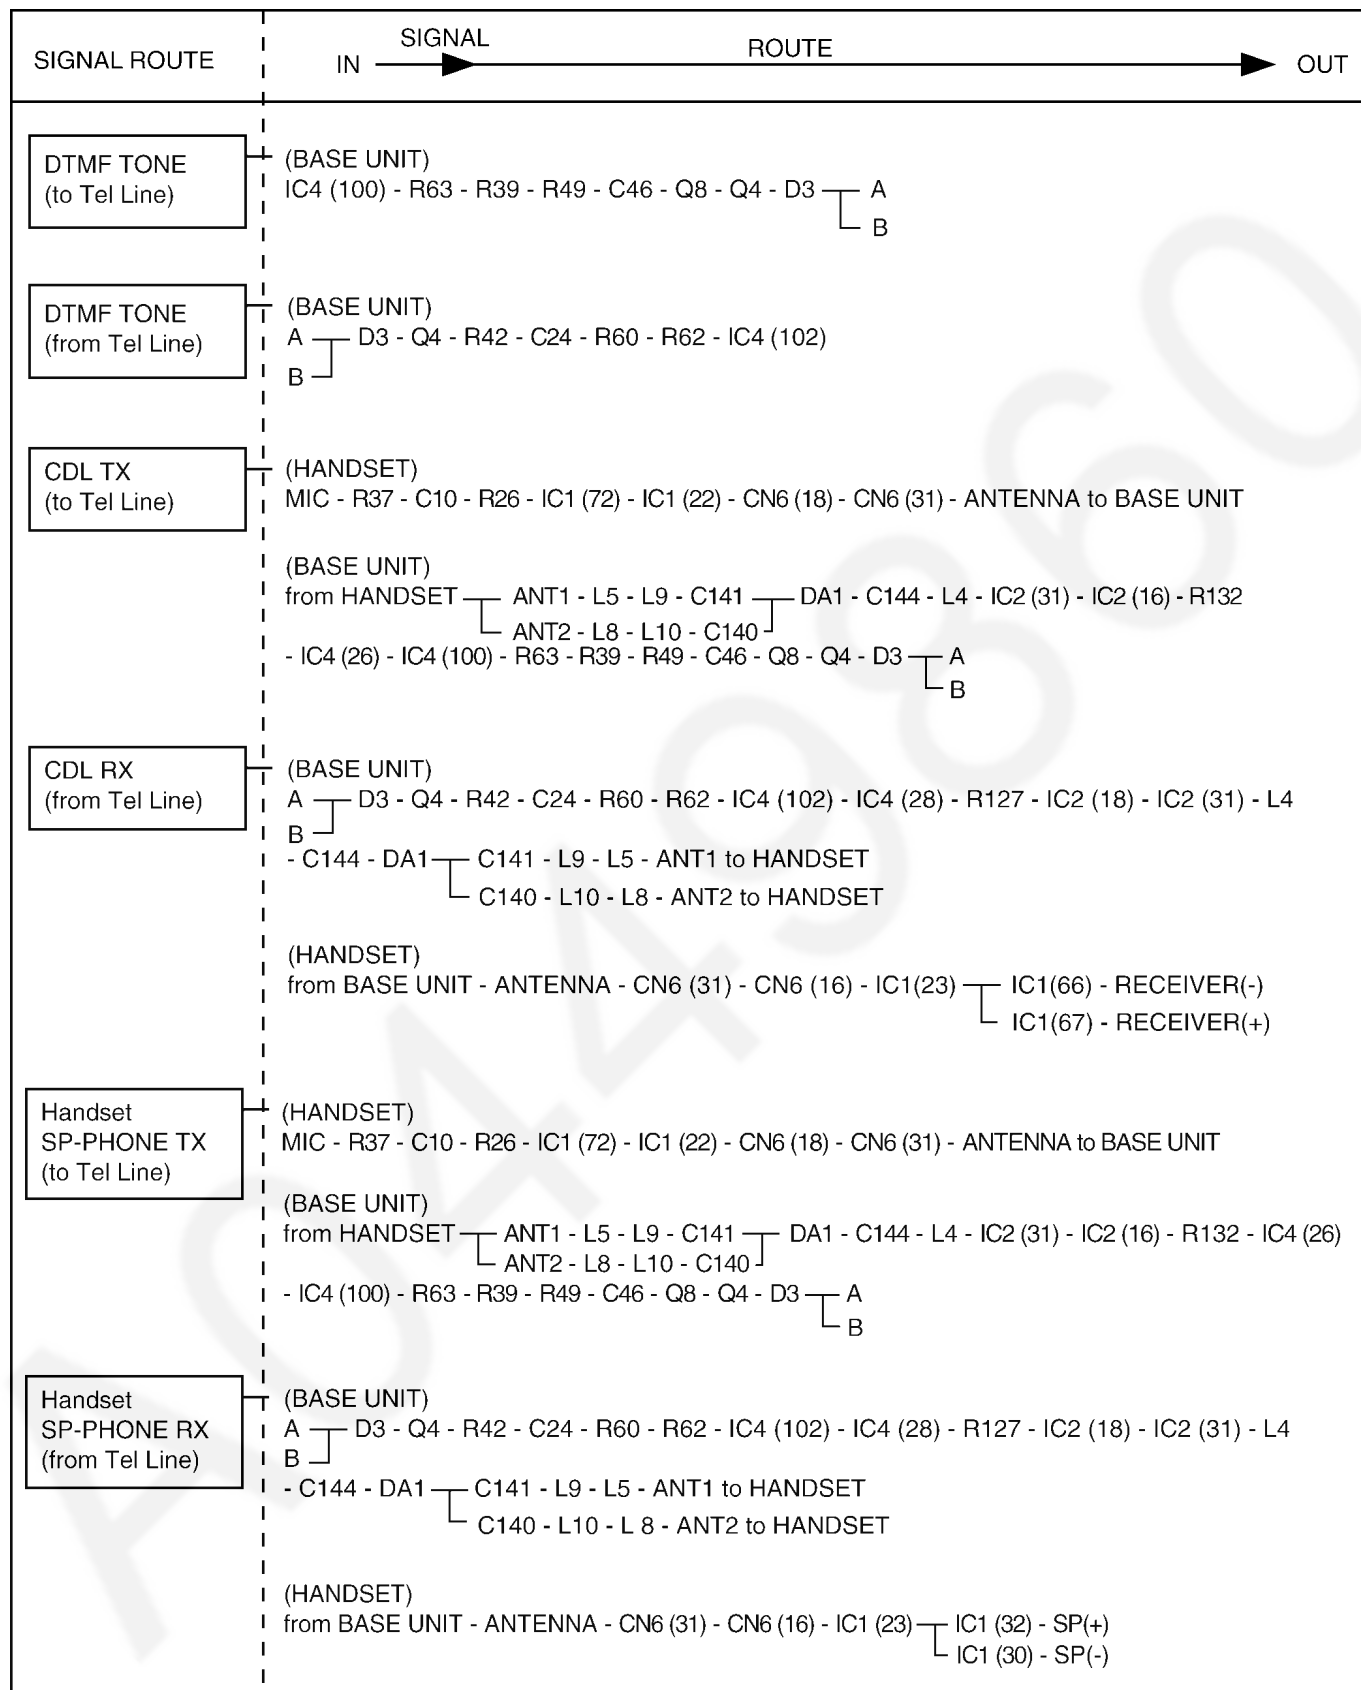 SIGNAL ROUTE
IN SIGNAL ROUTE OUT
DTMF TONE
(to Tel Line)
(BASE UNIT)
IC4 (100) - R63 - R39 - R49 - C46 - Q8 - Q4 - D3 A
B
DTMF TONE
(from Tel Line)
(BASE UNIT)
A D3 - Q4 - R42 - C24 - R60 - R62 - IC4 (102)
B
CDL TX
(to Tel Line)
(HANDSET)
MIC - R37 - C10 - R26 - IC1 (72) - IC1 (22) - CN6 (18) - CN6 (31) - ANTENNA to BASE UNIT
(BASE UNIT)
from HANDSET ANT1 - L5 - L9 - C141 DA1 - C144 - L4 - IC2 (31) - IC2 (16) - R132
ANT2 - L8 - L10 - C140
- IC4 (26) - IC4 (100) - R63 - R39 - R49 - C46 - Q8 - Q4 - D3 A
B
CDL RX
(from Tel Line)
(BASE UNIT)
A D3 - Q4 - R42 - C24 - R60 - R62 - IC4 (102) - IC4 (28) - R127 - IC2 (18) - IC2 (31) - L4
B
- C144 - DA1 C141 - L9 - L5 - ANT1 to HANDSET
C140 - L10 - L8 - ANT2 to HANDSET
(HANDSET)
from BASE UNIT - ANTENNA - CN6 (31) - CN6 (16) - IC1(23) IC1(66) - RECEIVER(-)
IC1(67) - RECEIVER(+)
Handset
SP-PHONE TX
(to Tel Line)
(HANDSET)
MIC - R37 - C10 - R26 - IC1 (72) - IC1 (22) - CN6 (18) - CN6 (31) - ANTENNA to BASE UNIT
(BASE UNIT)
from HANDSET ANT1 - L5 - L9 - C141 DA1 - C144 - L4 - IC2 (31) - IC2 (16) - R132 - IC4 (26)
ANT2 - L8 - L10 - C140
- IC4 (100) - R63 - R39 - R49 - C46 - Q8 - Q4 - D3 A
B
Handset
SP-PHONE RX
(from Tel Line)
(BASE UNIT)
A D3 - Q4 - R42 - C24 - R60 - R62 - IC4 (102) - IC4 (28) - R127 - IC2 (18) - IC2 (31) - L4
B
- C144 - DA1 C141 - L9 - L5 - ANT1 to HANDSET
C140 - L10 - L 8 - ANT2 to HANDSET
(HANDSET)
from BASE UNIT - ANTENNA - CN6 (31) - CN6 (16) - IC1 (23) IC1 (32) - SP(+)
IC1 (30) - SP(-)
A0449860